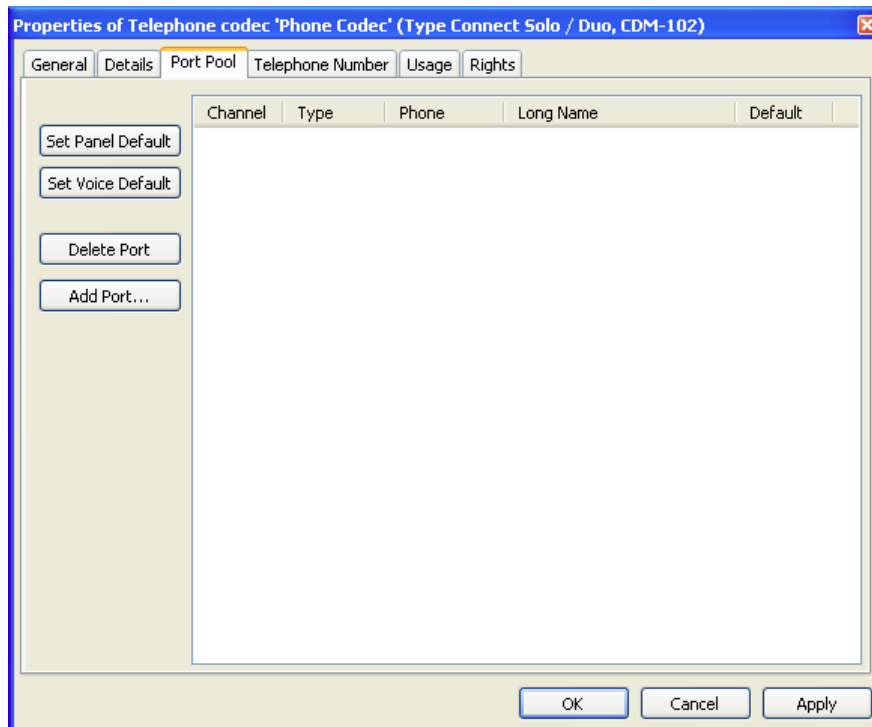 Properties of Telephone codec 'Phone Codec' (Type Connect Solo / Duo, CDM-102)
General Details Port Pool Telephone Number Usage Rights
Channel Type Phone Long Name Default
Set Panel Default
Set Voice Default
Delete Port
Add Port...
OK Cancel Apply